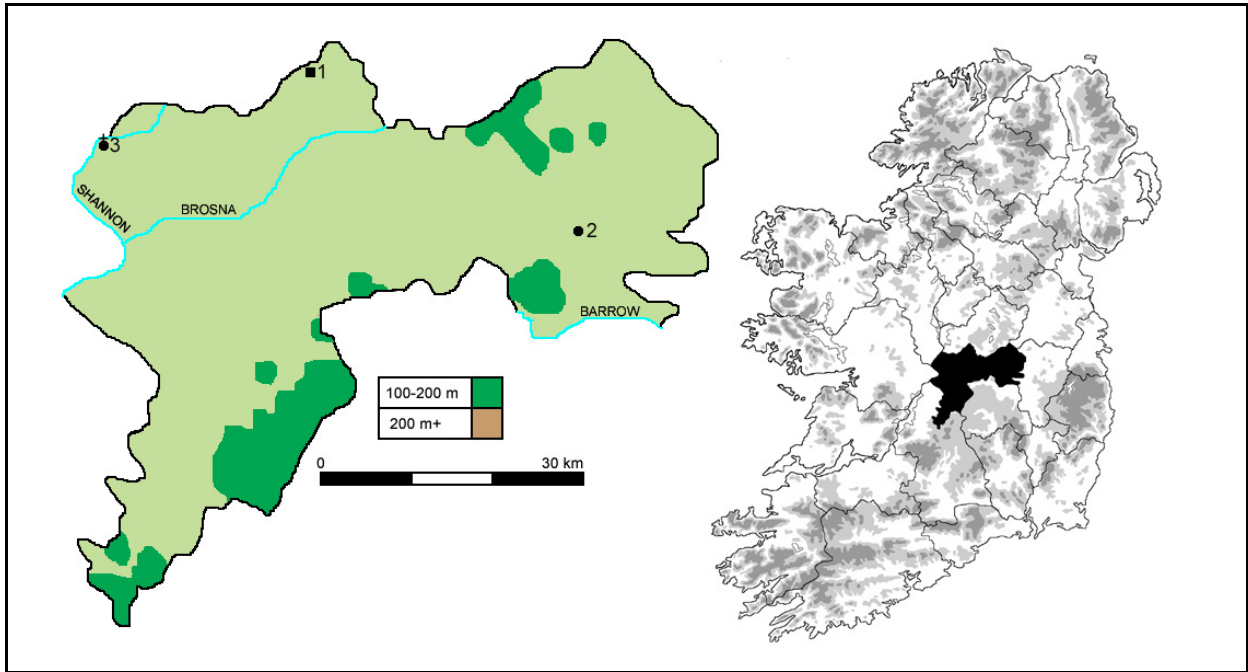 1
3
SHANNON
BROSNA
2
BARROW
100-200 m
200 m+
0 30 km